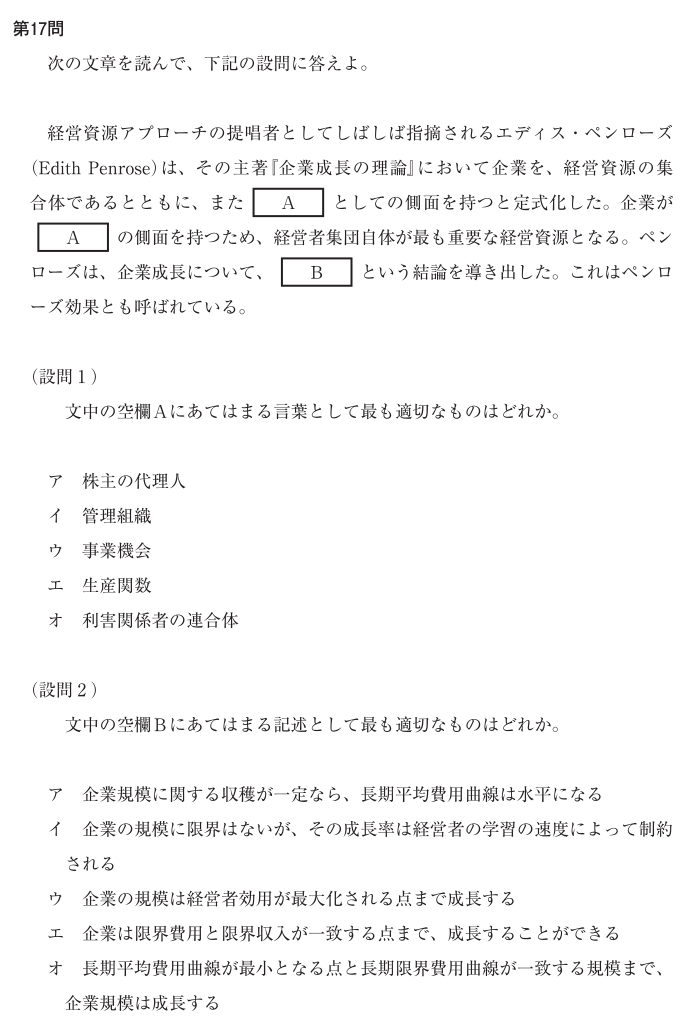 第17問
次の文章を読んで、下記の設問に答えよ。
経営資源アプローチの提唱者としてしばしば指摘されるエディス・ペンローズ
(Edith Penrose)は、その主著『企業成長の理論』において企業を、経営資源の集
合体であるとともに、また A としての側面を持つと定式化した。企業が
A の側面を持つため、経営者集団自体が最も重要な経営資源となる。ペン
ローズは、企業成長について、 B という結論を導き出した。これはペンロ
ーズ効果とも呼ばれている。
(設問1)
文中の空欄Aにあてはまる言葉として最も適切なものはどれか。
ア 株主の代理人
イ 管理組織
ウ 事業機会
エ 生産関数
オ 利害関係者の連合体
(設問2)
文中の空欄Bにあてはまる記述として最も適切なものはどれか。
ア 企業規模に関する収穫が一定なら、長期平均費用曲線は水平になる
イ 企業の規模に限界はないが、その成長率は経営者の学習の速度によって制約
される
ウ 企業の規模は経営者効用が最大化される点まで成長する
エ 企業は限界費用と限界収入が一致する点まで、成長することができる
オ 長期平均費用曲線が最小となる点と長期限界費用曲線が一致する規模まで、
企業規模は成長する